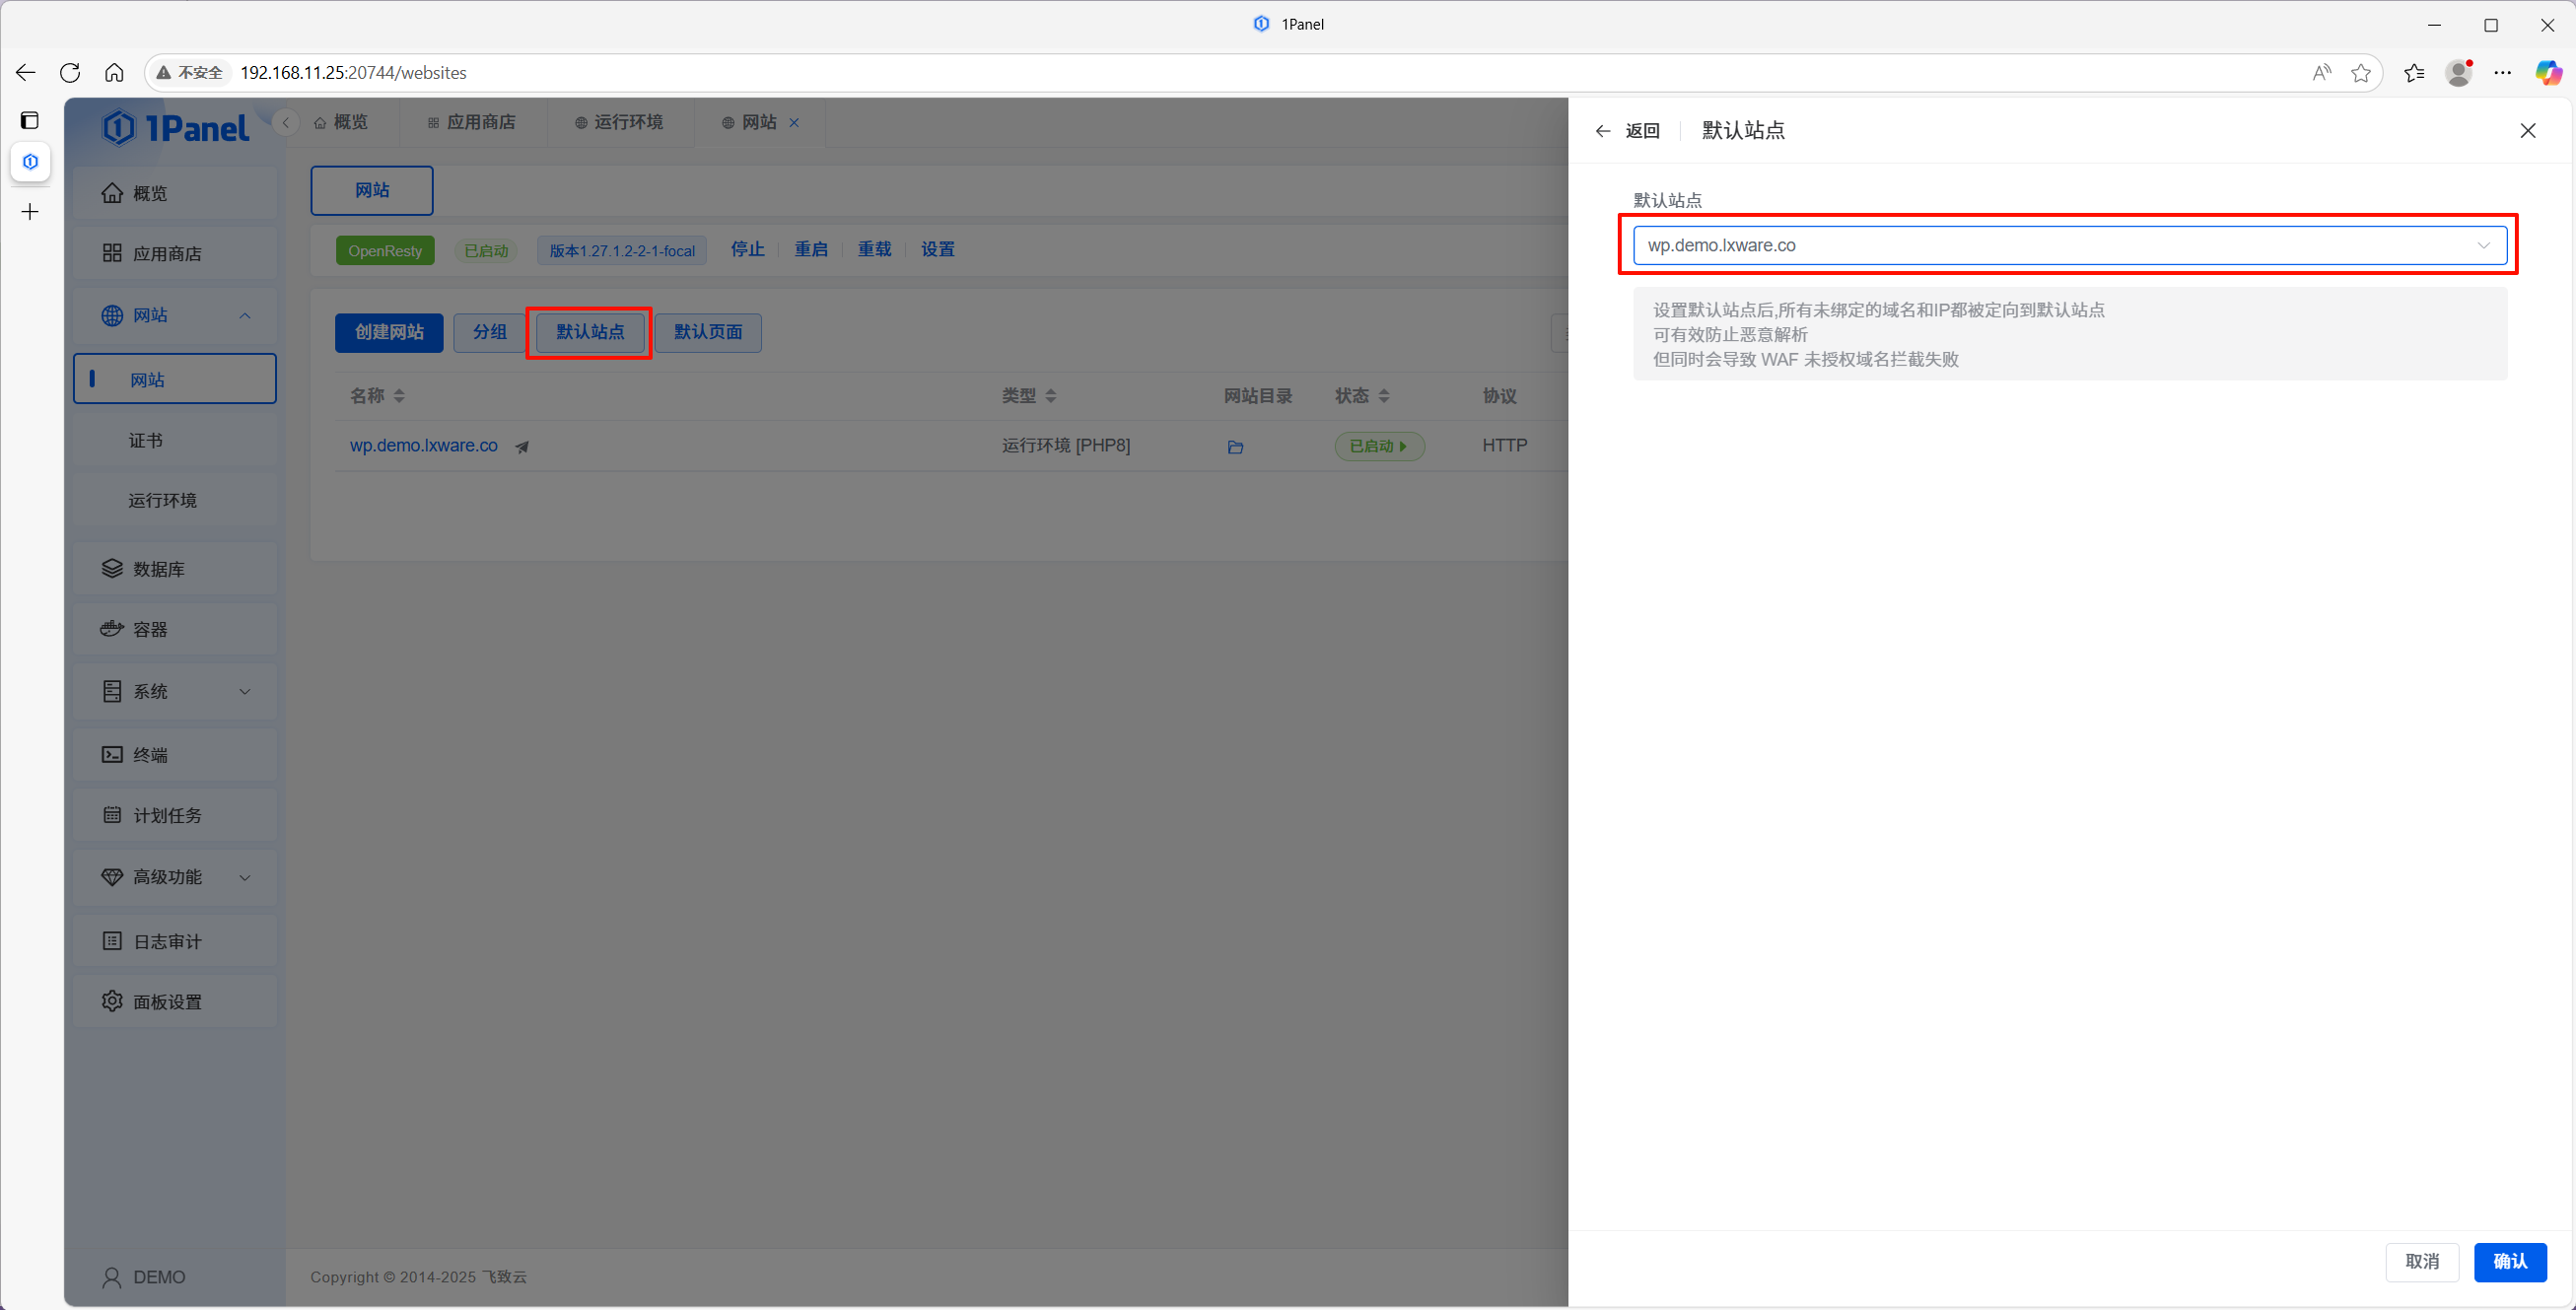 1Panel
不安全 192.168.11.25:20744/websites
1Panel
概览
应用商店
运行环境
网站
概览
应用商店
网站
网站
证书
运行环境
数据库
容器
系统
终端
计划任务
高级功能
日志审计
面板设置
DEMO
网站
OpenResty 已启动 版本1.27.1.2-2-1-focal 停止 重启 重载 设置
创建网站 分组 默认站点 默认页面
名称 类型 网站目录 状态 协议
wp.demo.lxware.co 运行环境 [PHP8] 已启动 HTTP
Copyright © 2014-2025 飞致云
返回 默认站点
默认站点
wp.demo.lxware.co
设置默认站点后,所有未绑定的域名和IP都被定向到默认站点
可有效防止恶意解析
但同时会导致 WAF 未授权域名拦截失败
取消 确认